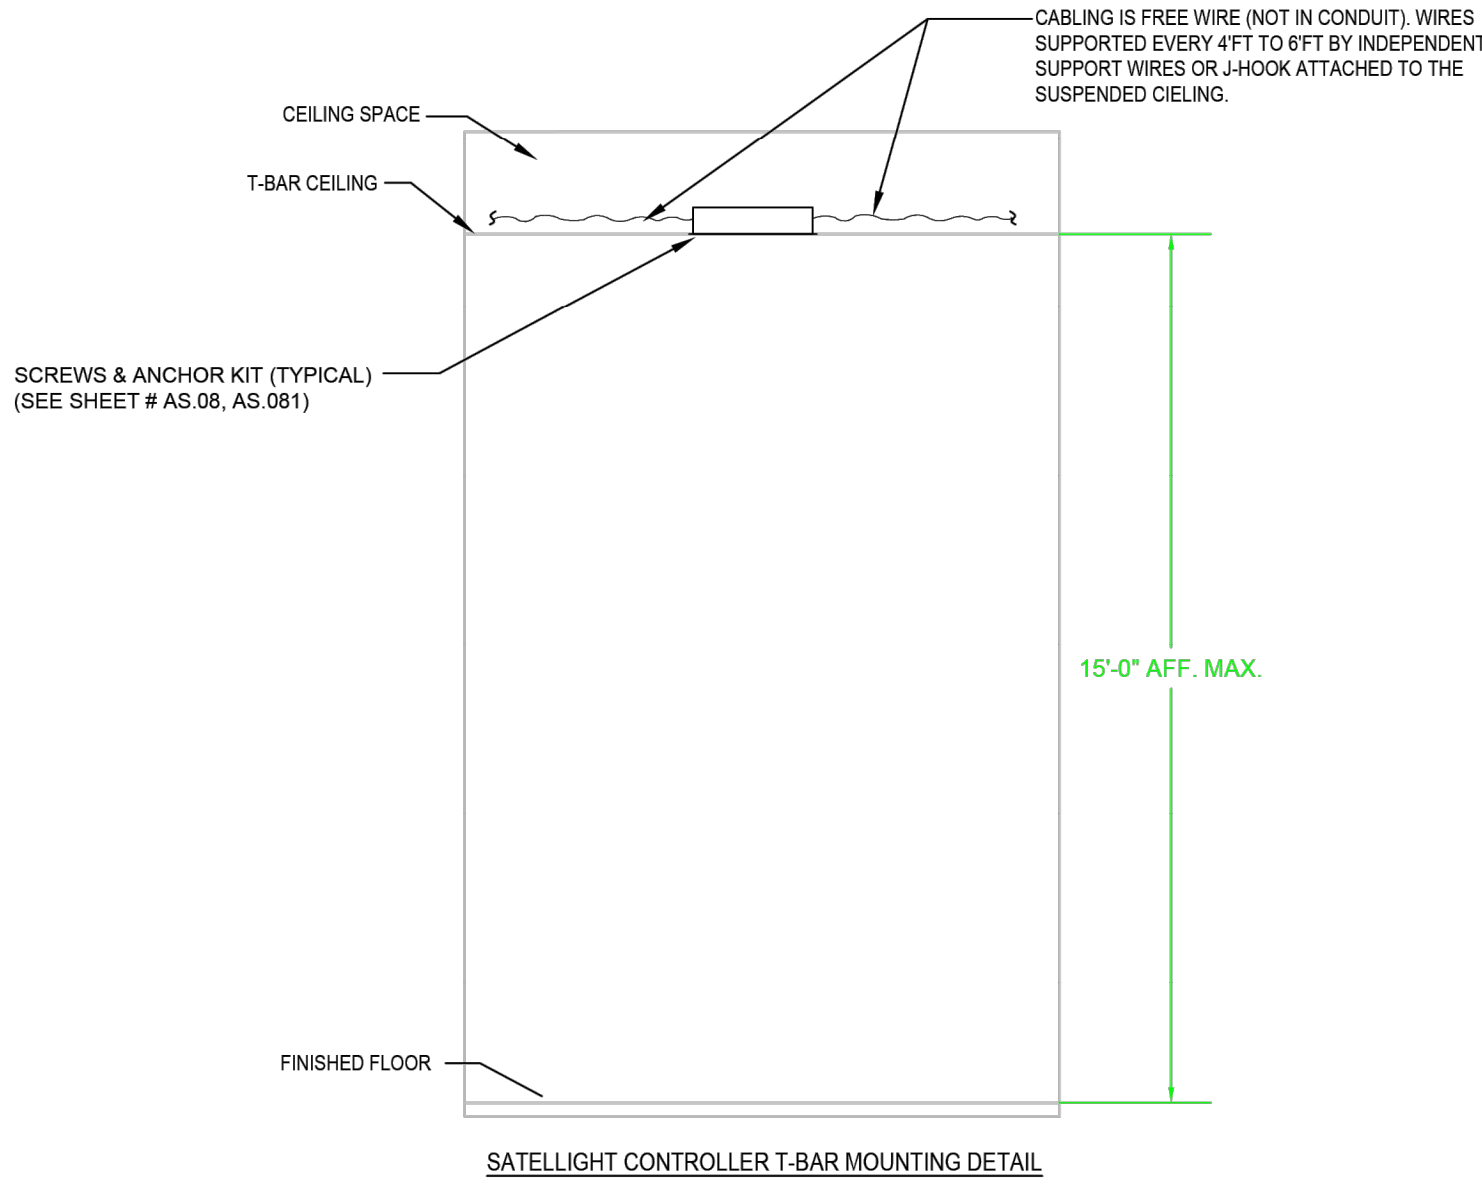 CABLING IS FREE WIRE (NOT IN CONDUIT). WIRES
SUPPORTED EVERY 4'FT TO 6'FT BY INDEPENDENT
SUPPORT WIRES OR J-HOOK ATTACHED TO THE
SUSPENDED CIELING.
CEILING SPACE
T-BAR CEILING
SCREWS & ANCHOR KIT (TYPICAL)
(SEE SHEET # AS.08, AS.081)
15'-0" AFF. MAX.
FINISHED FLOOR
SATELLIGHT CONTROLLER T-BAR MOUNTING DETAIL